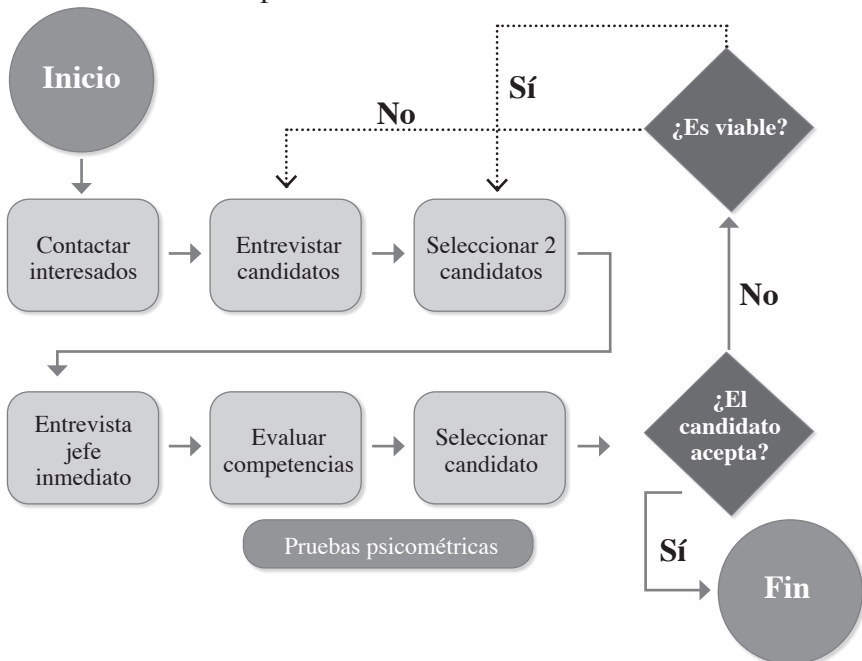 Inicio
No
Sí
¿Es viable?
Contactar
interesados
Entrevistar
candidatos
Seleccionar 2
candidatos
No
Entrevista
jefe
inmediato
Evaluar
competencias
Seleccionar
candidato
¿El
candidato
acepta?
Pruebas psicométricas
Sí
Fin